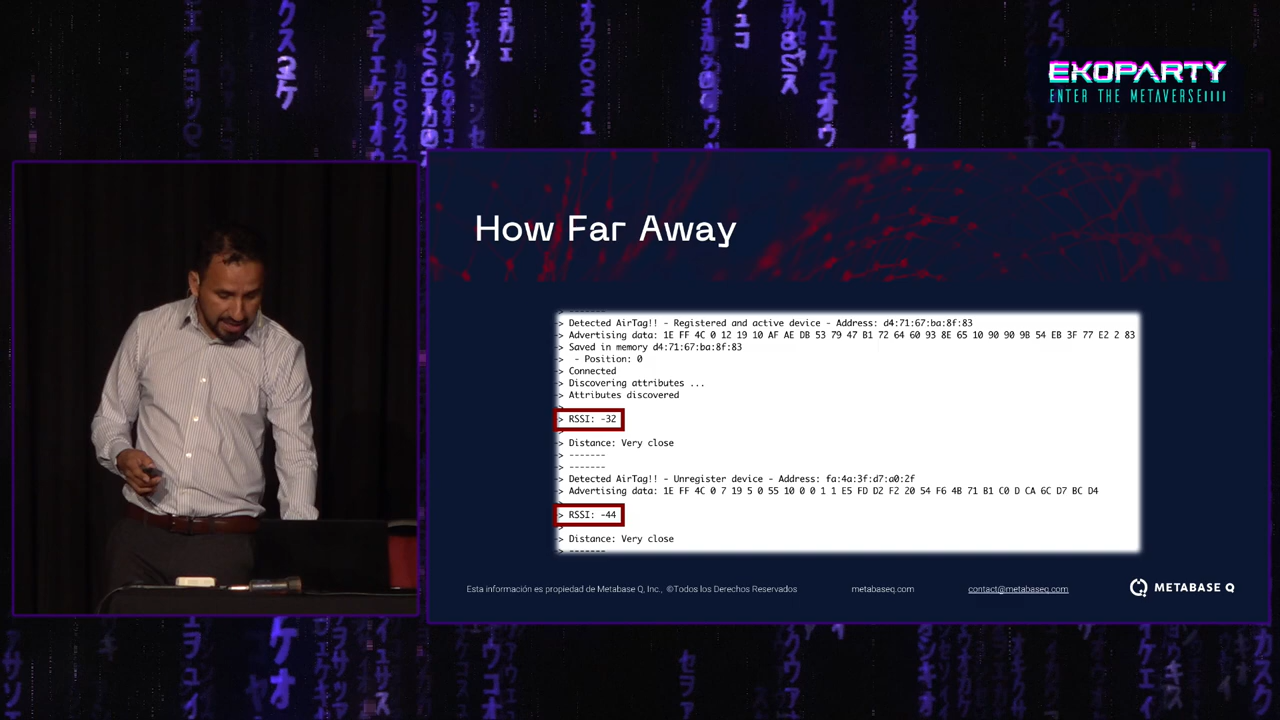 EKOPARTY
ENTER THE METAVERSE
How Far Away
-> Detected AirTag!! - Registered and active device - Address: d4:71:67:ba:8f:83
-> Advertising data: 1E FF 4C 0 12 19 10 AF AE DB 53 79 47 B1 72 64 60 93 8E 65 10 90 90 9B 54 EB 3F 77 E2 2 83
-> Saved in memory d4:71:67:ba:8f:83
-> - Position: 0
-> Connected
-> Discovering attributes ...
-> Attributes discovered
->
-> RSSI: -32
->
-> Distance: Very close
-> -------
-> -------
-> Detected AirTag!! - Unregister device - Address: fa:4a:3f:d7:a0:2f
-> Advertising data: 1E FF 4C 0 7 19 5 0 55 10 0 0 1 1 E5 FD D2 F2 20 54 F6 4B 71 B1 C0 D CA 6C D7 BC D4
->
-> RSSI: -44
->
-> Distance: Very close
-> -------
Esta información es propiedad de Metabase Q, Inc., ©Todos los Derechos Reservados
metabaseq.com
contact@metabaseq.com
METABASE Q